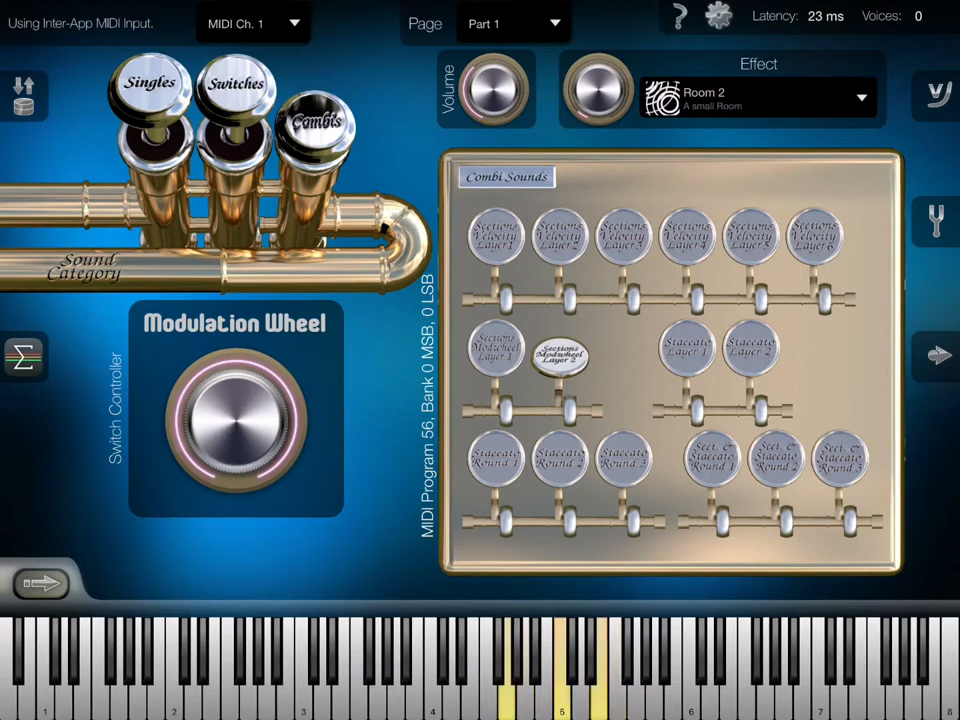 Using Inter-App MIDI Input.
MIDI Ch. 1
Page
Part 1
Latency: 23 ms
Voices: 0
Singles
Switches
Combis
Volume
Effect
Room 2
A small Room
Combi Sounds
Sections
Velocity
Layer 1
Sections
Velocity
Layer 2
Sections
Velocity
Layer 3
Sections
Velocity
Layer 4
Sections
Velocity
Layer 5
Sections
Velocity
Layer 6
Sound
Category
Modulation Wheel
Switch Controller
MIDI Program 56, Bank 0 MSB, 0 LSB
Sections
Modwheel
Layer 1
Sections
Modwheel
Layer 2
Staccato
Layer 1
Staccato
Layer 2
Staccato
Round 1
Staccato
Round 2
Staccato
Round 3
Sect. &
Staccato
Round 1
Sect. &
Staccato
Round 2
Sect. &
Staccato
Round 3
1 2 3 4 5 6 7 8